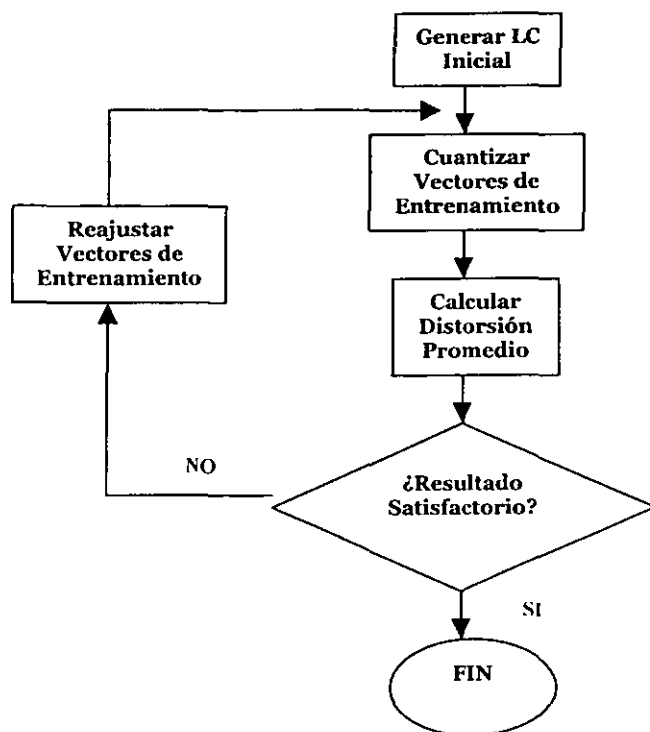 Generar LC
Inicial
Cuantizar
Vectores de
Entrenamiento
Reajustar
Vectores de
Entrenamiento
Calcular
Distorsión
Promedio
NO
¿Resultado
Satisfactorio?
SI
FIN